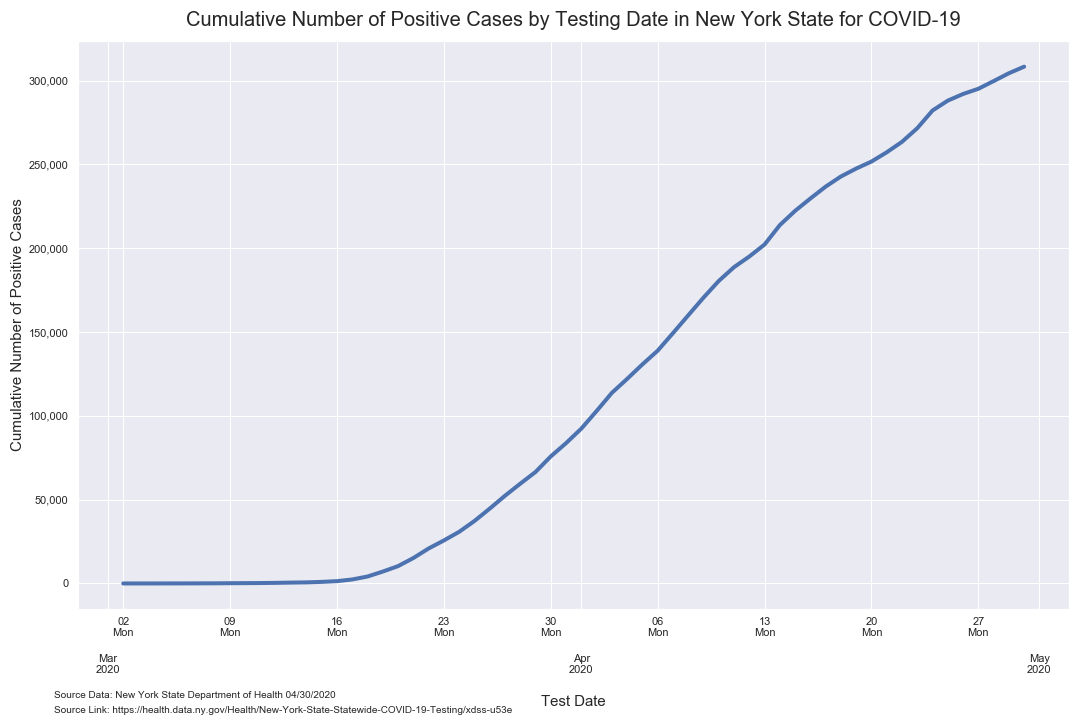 Cumulative Number of Positive Cases by Testing Date in New York State for COVID-19
Cumulative Number of Positive Cases
300,000
250,000
200,000
150,000
100,000
50,000
0
02 09 16 23 30 06 13 20 27
Mon Mon Mon Mon Mon Mon Mon Mon Mon
Mar Apr May
2020 2020 2020
Test Date
Source Data: New York State Department of Health 04/30/2020
Source Link: https://health.data.ny.gov/Health/New-York-State-Statewide-COVID-19-Testing/xdss-u53e